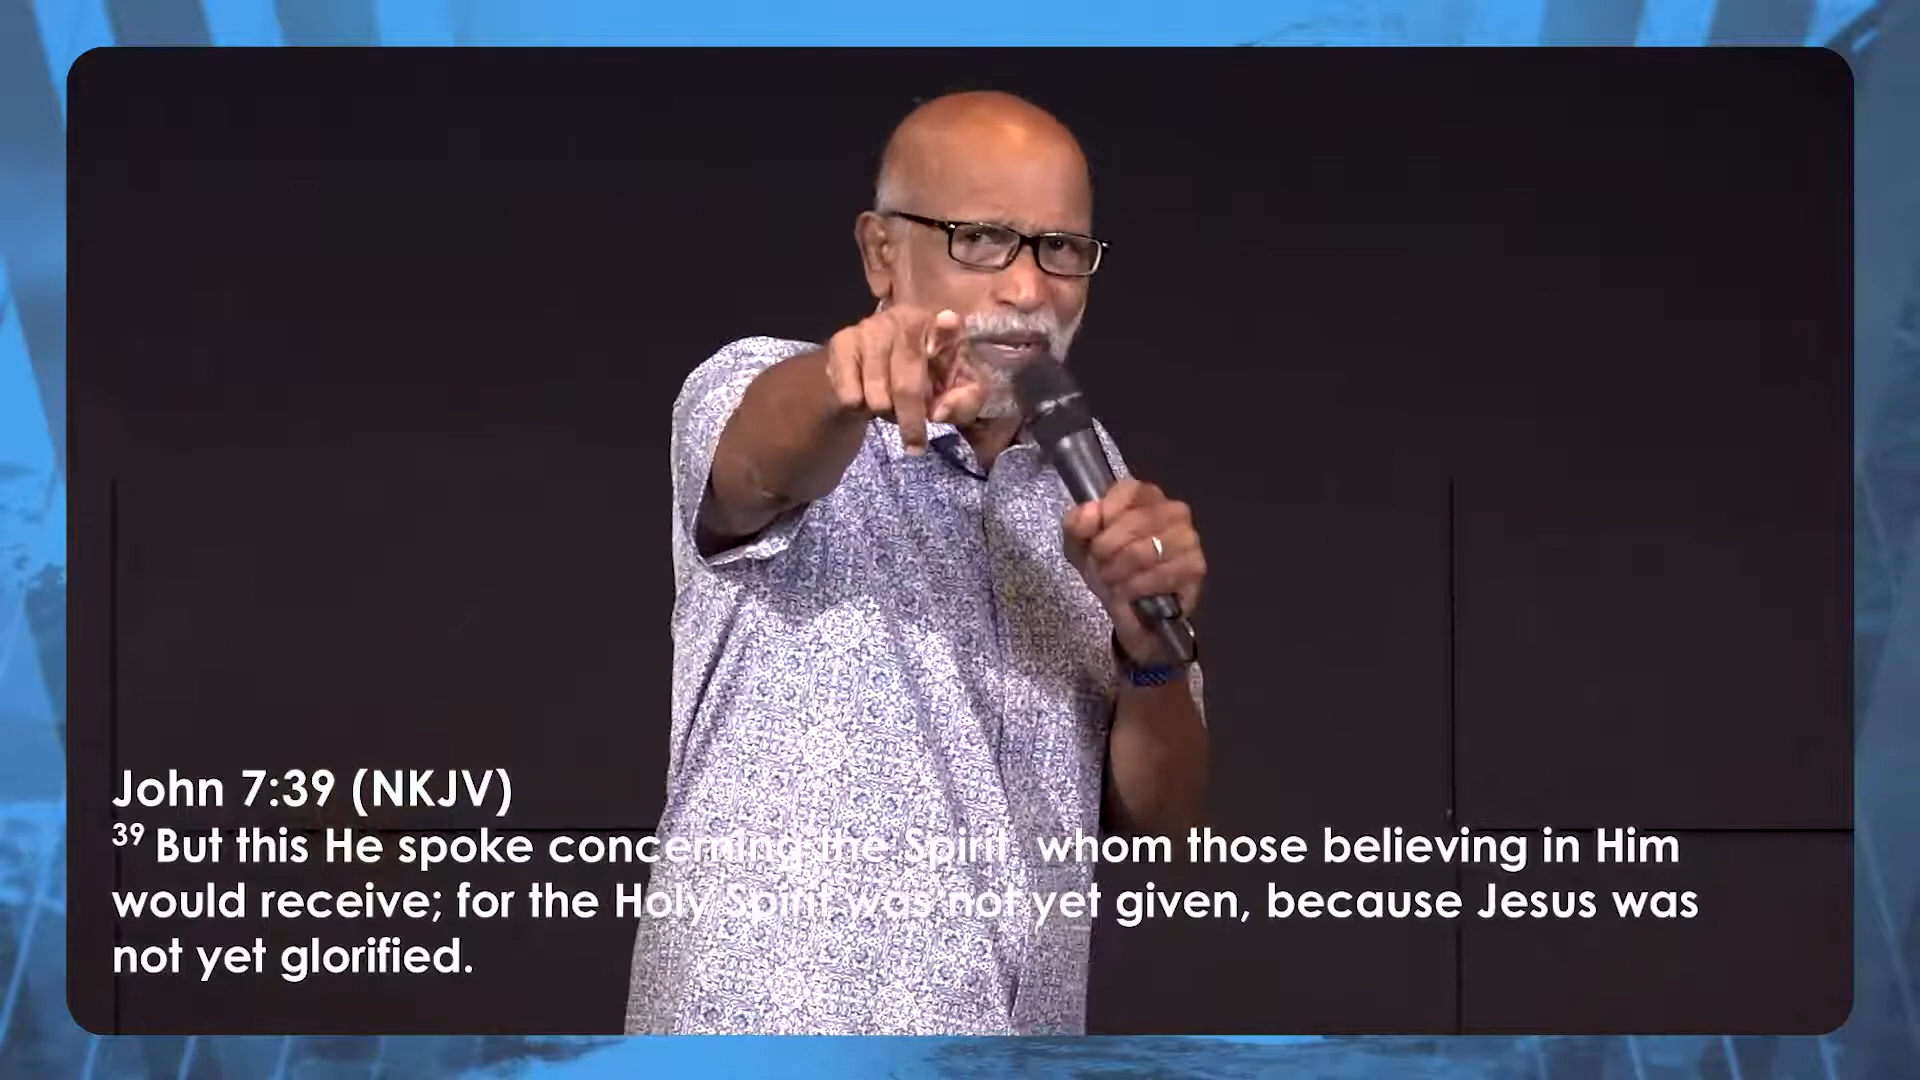 John 7:39 (NKJV)
39 But this He spoke concerning the Spirit, whom those believing in Him
would receive; for the Holy Spirit was not yet given, because Jesus was
not yet glorified.